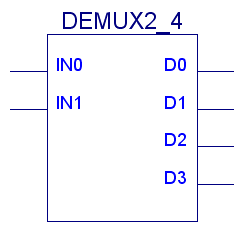 DEMUX2_4
IN0 D0
IN1 D1
D2
D3